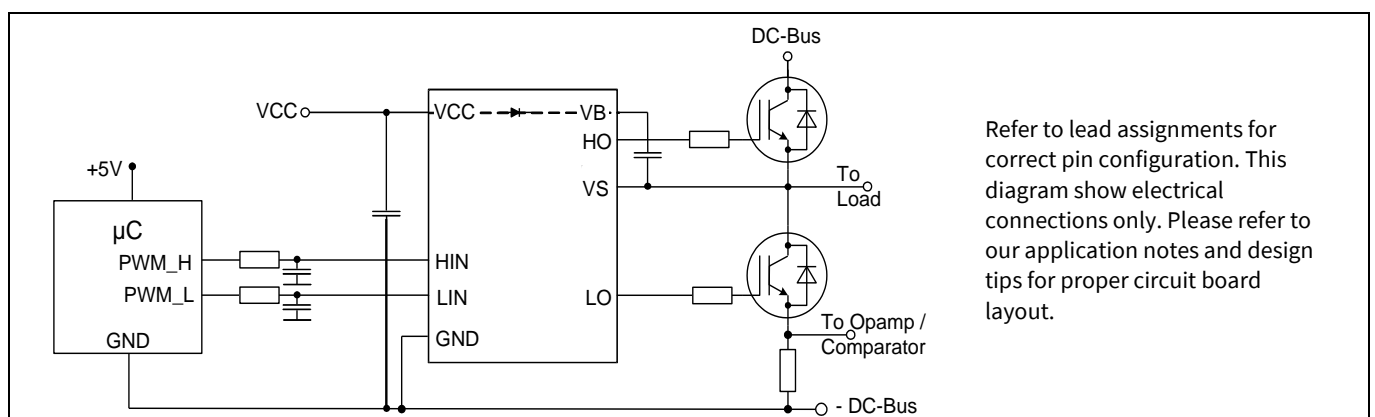 DC-Bus
VCC
VCC
VB
HO
+5V
VS
To
Load
µC
PWM_H
HIN
PWM_L
LIN
LO
GND
GND
To Opamp /
Comparator
- DC-Bus
Refer to lead assignments for
correct pin configuration. This
diagram show electrical
connections only. Please refer to
our application notes and design
tips for proper circuit board
layout.